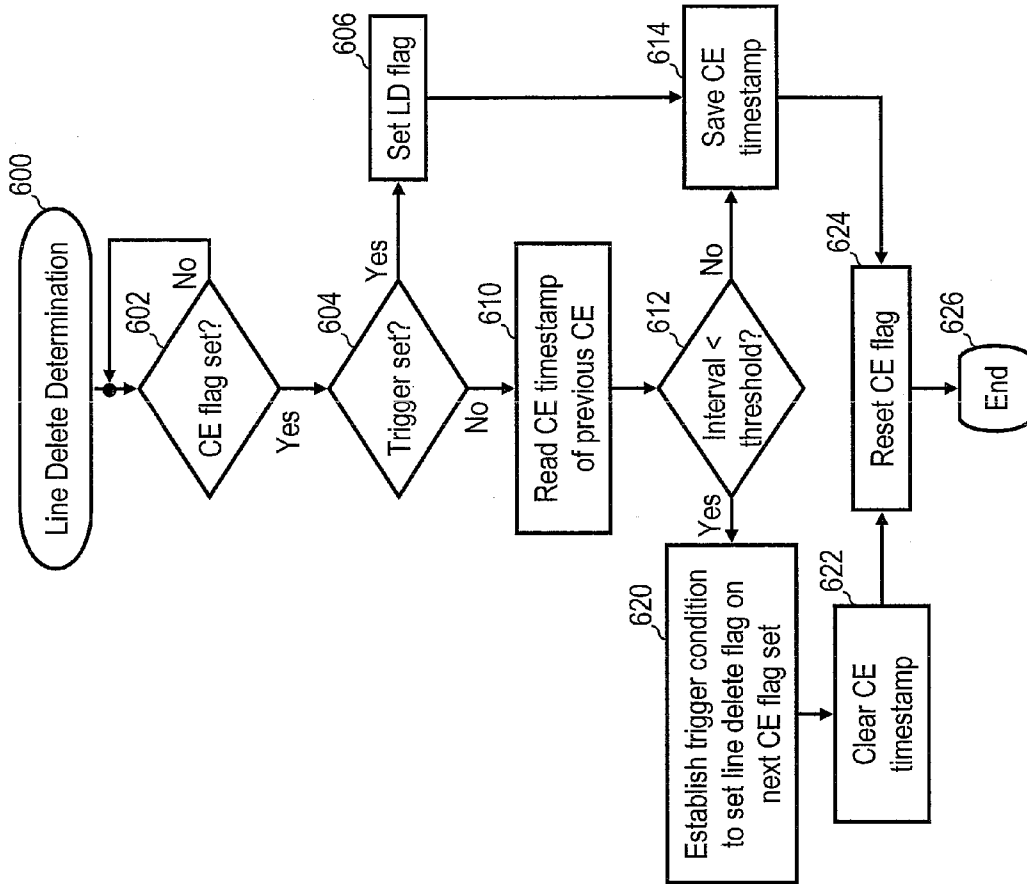 600
Line Delete Determination
602
CE flag set?
No
Yes
604
Trigger set?
Yes
606
Set LD flag
No
610
Read CE timestamp
of previous CE
612
Interval <
threshold?
No
614
Save CE
timestamp
Yes
620
Establish trigger condition
to set line delete flag on
next CE flag set
622
Clear CE
timestamp
624
Reset CE flag
626
End